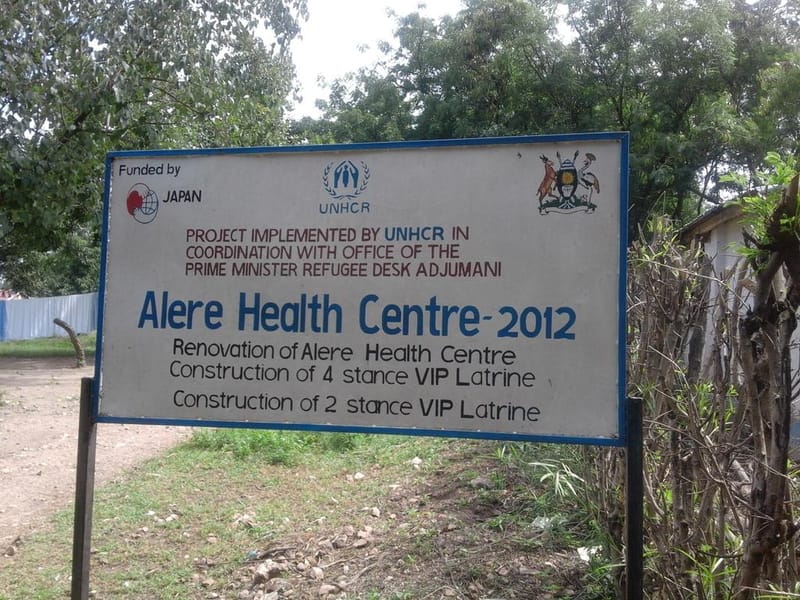 Funded by
JAPAN
UNHCR
PROJECT IMPLEMENTED BY UNHCR IN
COORDINATION WITH OFFICE OF THE
PRIME MINISTER REFUGEE DESK ADJUMANI
Alere Health Centre-2012
Renovation of Alere Health Centre
Construction of 4 stance VIP Latrine
Construction of 2 stance VIP Latrine